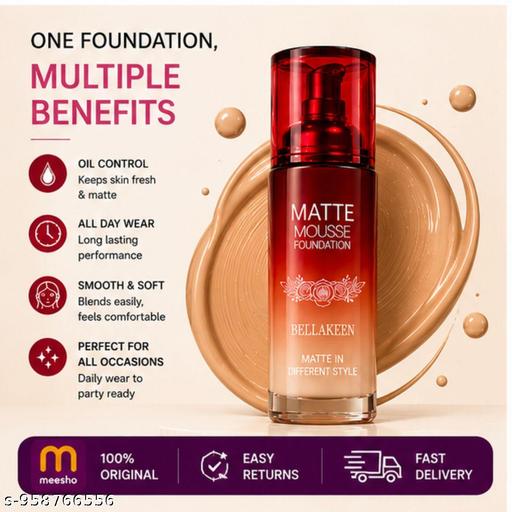 ONE FOUNDATION,
MULTIPLE
BENEFITS
OIL CONTROL
Keeps skin fresh
& matte
ALL DAY WEAR
Long lasting
performance
SMOOTH & SOFT
Blends easily,
feels comfortable
PERFECT FOR
ALL OCCASIONS
Daily wear to
party ready
MATTE
MOUSSE
FOUNDATION
BELLAKEEN
MATTE IN
DIFFERENT STYLE
meesho
100%
ORIGINAL
EASY
RETURNS
FAST
DELIVERY
s-958766556